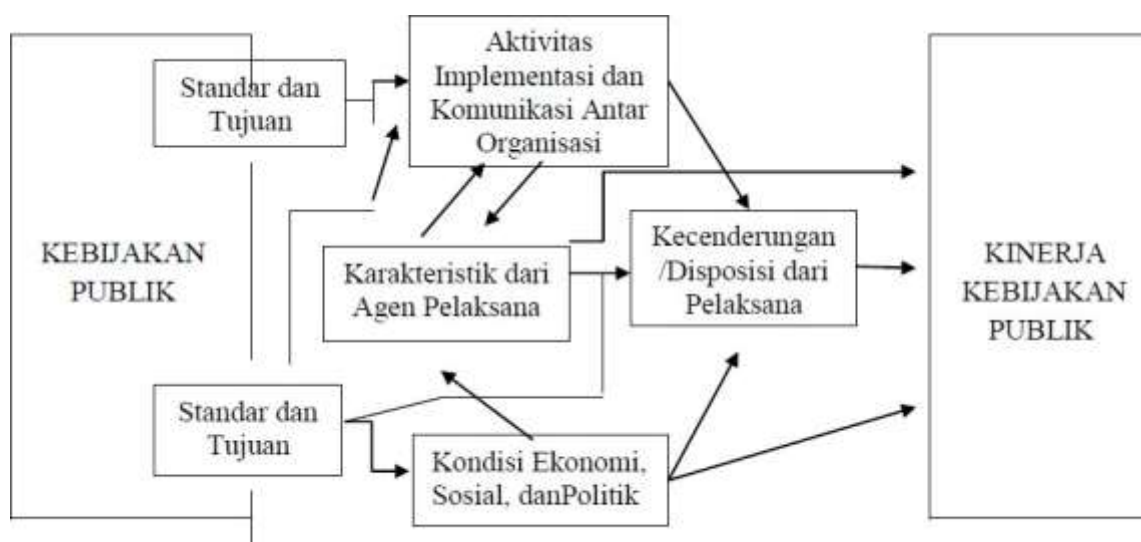 KEBIJAKAN
PUBLIK
Standar dan
Tujuan
Standar dan
Tujuan
Aktivitas
Implementasi dan
Komunikasi Antar
Organisasi
Karakteristik dari
Agen Pelaksana
Kondisi Ekonomi,
Sosial, danPolitik
Kecenderungan
/Disposisi dari
Pelaksana
KINERJA
KEBIJAKAN
PUBLIK